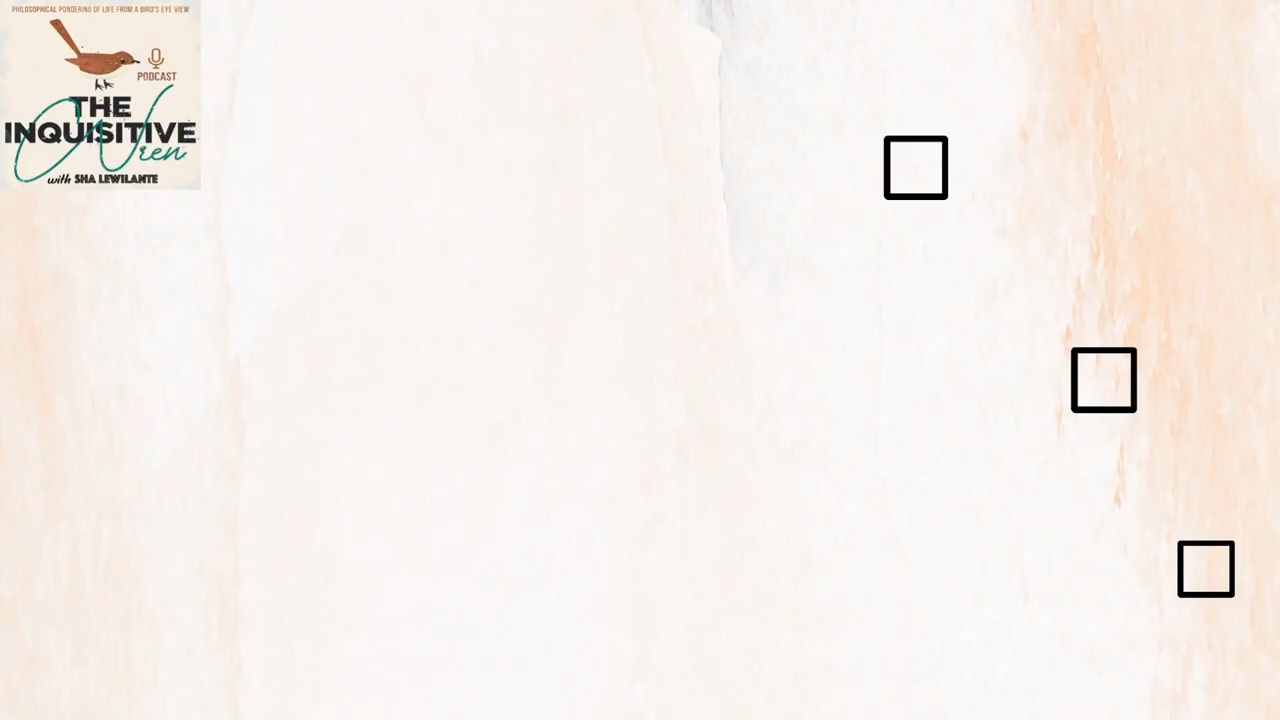 PHILOSOPHICAL PONDERING OF LIFE FROM A BIRD'S EYE VIEW
PODCAST
THE
INQUISITIVE
Wren
with SHA LEWILANTE